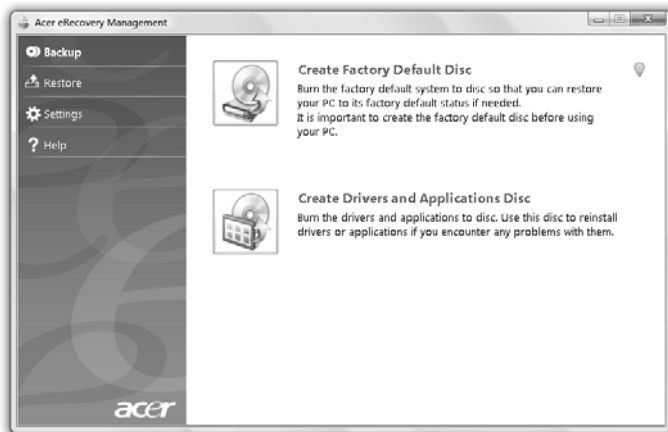 Acer eRecovery Management
Backup
Restore
Settings
? Help
Create Factory Default Disc
Burn the factory default system to disc so that you can restore
your PC to its factory default status if needed.
It is important to create the factory default disc before using
your PC.
Create Drivers and Applications Disc
Burn the drivers and applications to disc. Use this disc to reinstall
drivers or applications if you encounter any problems with them.
acer